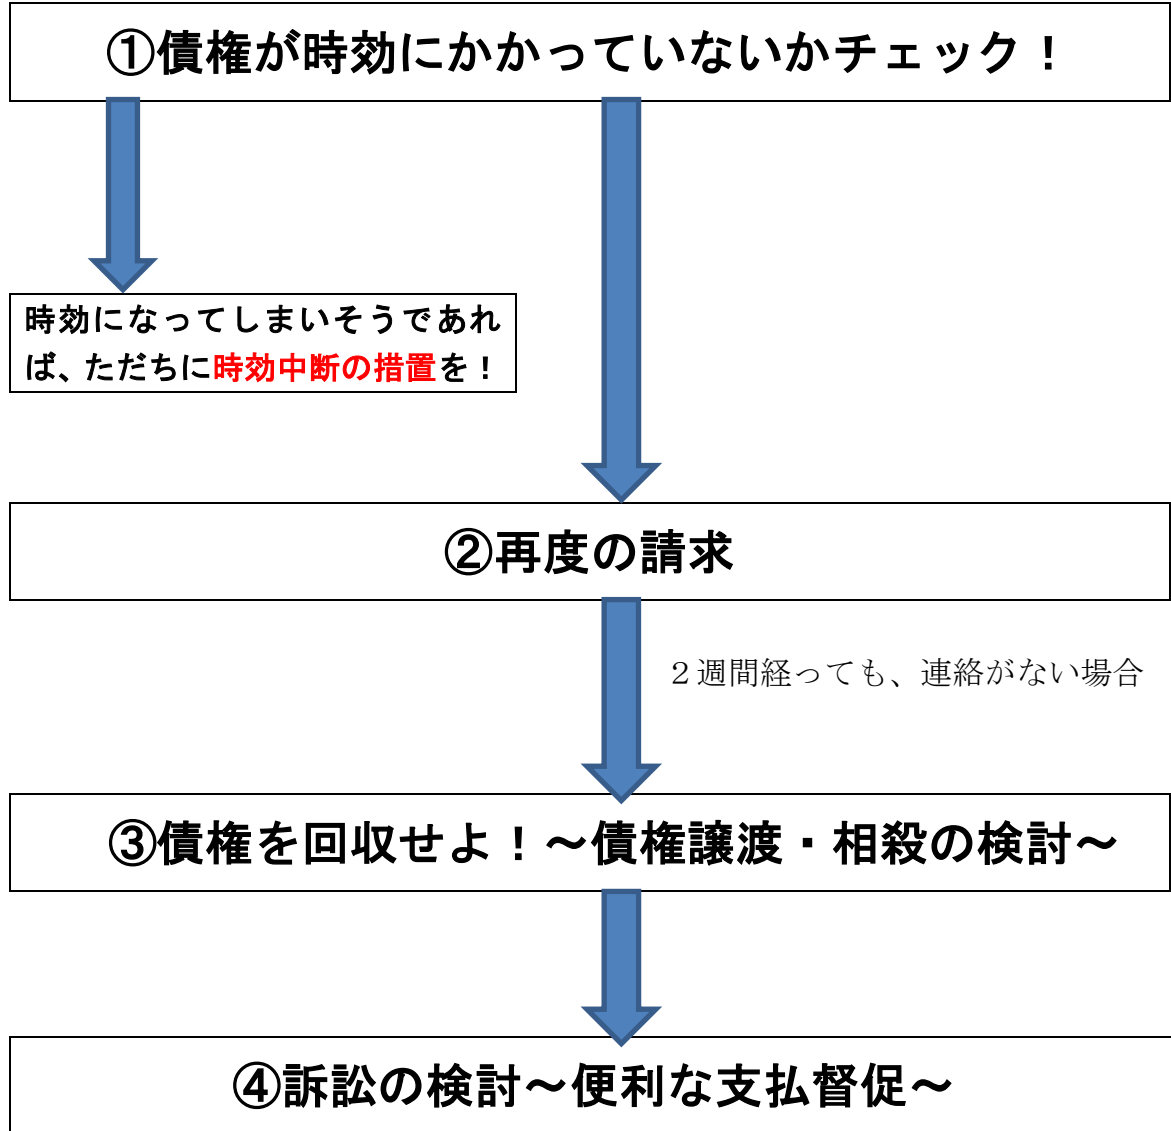 ①債権が時効にかかっていないかチェック！
時効になってしまいそうであれ
ば、ただちに時効中断の措置を！
②再度の請求
２週間経っても、連絡がない場合
③債権を回収せよ！～債権譲渡・相殺の検討～
④訴訟の検討～便利な支払督促～